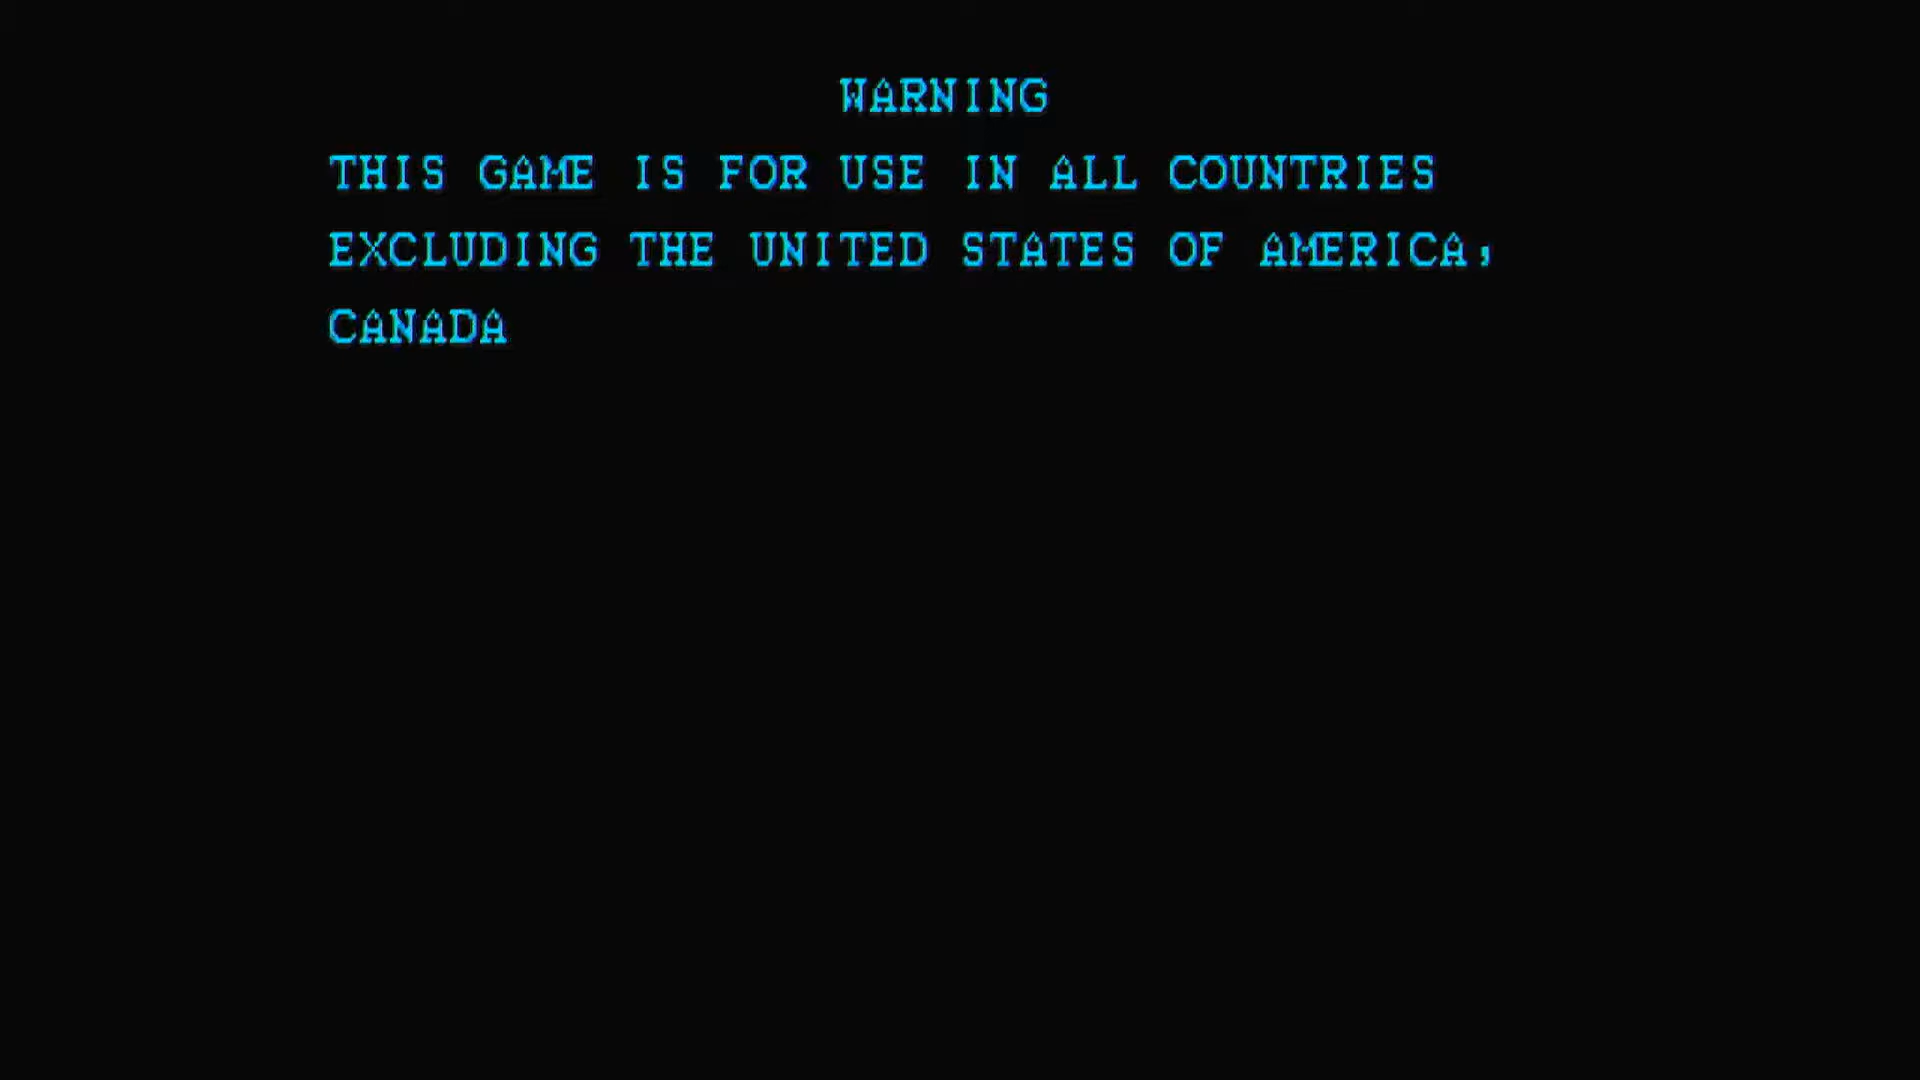 WARNING
THIS GAME IS FOR USE IN ALL COUNTRIES
EXCLUDING THE UNITED STATES OF AMERICA,
CANADA